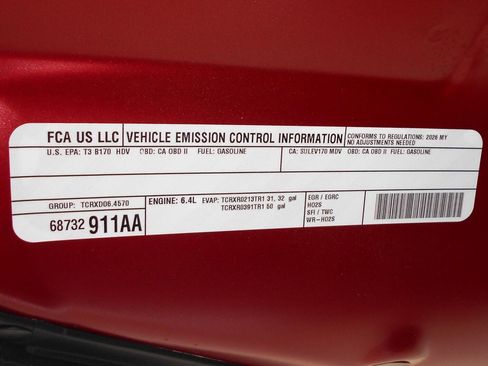 FCA US LLC VEHICLE EMISSION CONTROL INFORMATION CONFORMS TO REGULATIONS: 2026 MY
NO ADJUSTMENTS NEEDED
U.S. EPA: T3 B170 HDV OBD: CA OBD II FUEL: GASOLINE CA: SULEV170 MDV OBD: CA OBD II FUEL: GASOLINE
GROUP: TCRXD06.4570
68732 911AA
ENGINE: 6.4L EVAP: TCRXR0213TR1 31, 32 gal
TCRXR0391TR1 50 gal
EGR / EGRC
HO2S
SFI / TWC
WR-HO2S